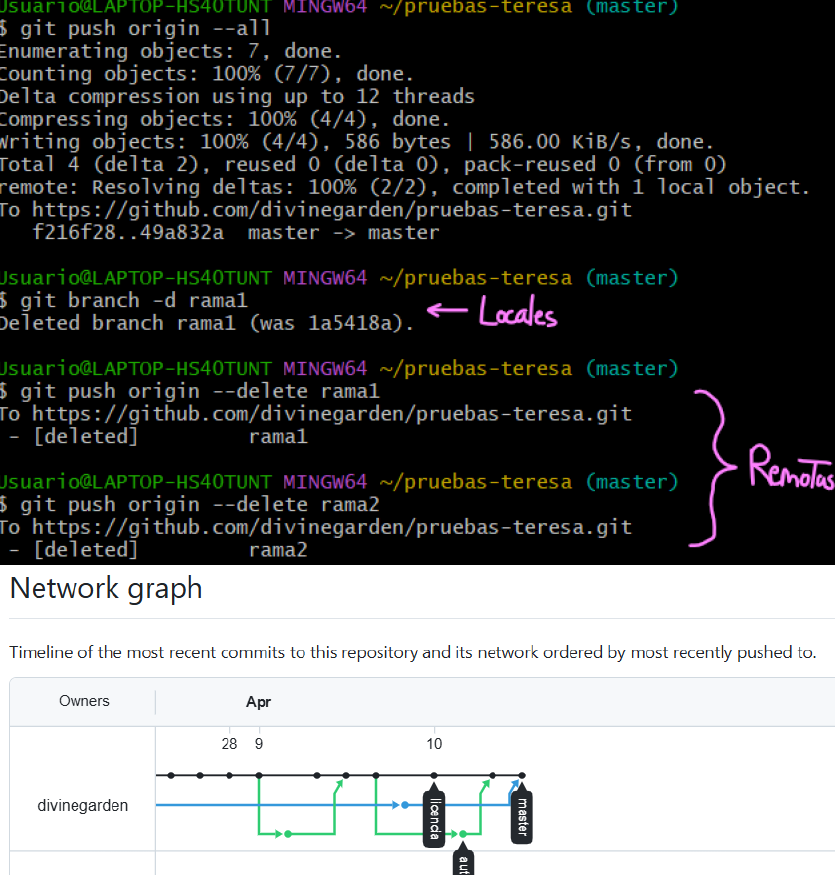 Usuario@LAPTOP-HS40TUNT MINGW64 ~/pruebas-teresa (master)
$ git push origin --all
Enumerating objects: 7, done.
Counting objects: 100% (7/7), done.
Delta compression using up to 12 threads
Compressing objects: 100% (4/4), done.
Writing objects: 100% (4/4), 586 bytes | 586.00 KiB/s, done.
Total 4 (delta 2), reused 0 (delta 0), pack-reused 0 (from 0)
remote: Resolving deltas: 100% (2/2), completed with 1 local object.
To https://github.com/divinegarden/pruebas-teresa.git
f216f28..49a832a  master -> master
Usuario@LAPTOP-HS40TUNT MINGW64 ~/pruebas-teresa (master)
$ git branch -d rama1
Deleted branch rama1 (was 1a5418a).
← Locales
Usuario@LAPTOP-HS40TUNT MINGW64 ~/pruebas-teresa (master)
$ git push origin --delete rama1
To https://github.com/divinegarden/pruebas-teresa.git
- [deleted]         rama1
Remotas
Usuario@LAPTOP-HS40TUNT MINGW64 ~/pruebas-teresa (master)
$ git push origin --delete rama2
To https://github.com/divinegarden/pruebas-teresa.git
- [deleted]         rama2
Network graph
Timeline of the most recent commits to this repository and its network ordered by most recently pushed to.
Owners
Apr
28 9 10
divinegarden
licencia
master
aut